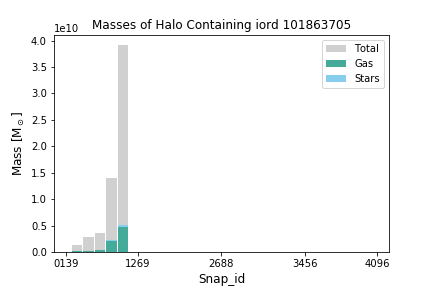 Masses of Halo Containing iord 101863705
1e10
Total
Gas
Stars
4.0
3.5
3.0
2.5
2.0
1.5
1.0
0.5
0.0
Mass [M⊙]
0139 1269 2688 3456 4096
Snap_id